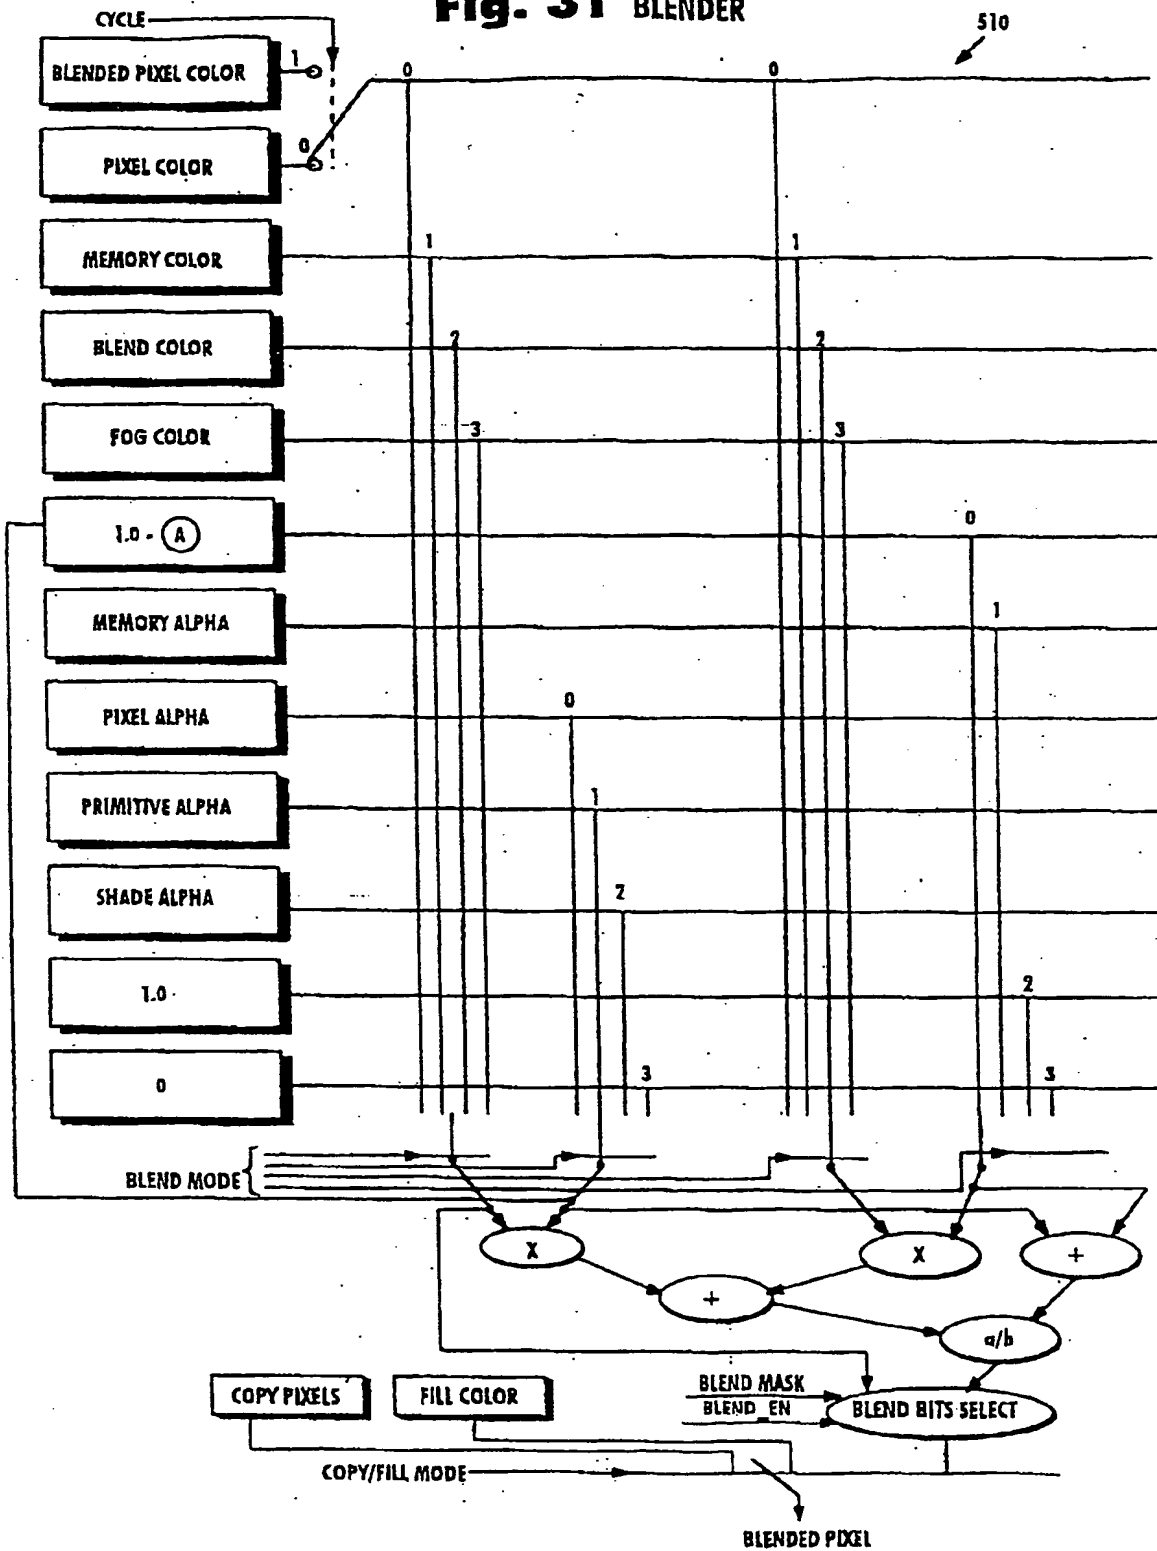 Fig. 31 BLENDER
CYCLE
510
BLENDED PIXEL COLOR
1
0
0
PIXEL COLOR
0
MEMORY COLOR
1
1
BLEND COLOR
2
2
FOG COLOR
3
3
1.0 - A
0
MEMORY ALPHA
1
PIXEL ALPHA
0
PRIMITIVE ALPHA
1
SHADE ALPHA
2
1.0
2
0
3
3
BLEND MODE
X
X
+
+
a/b
COPY PIXELS
FILL COLOR
BLEND MASK
BLEND_EN
BLEND BITS SELECT
COPY/FILL MODE
BLENDED PIXEL